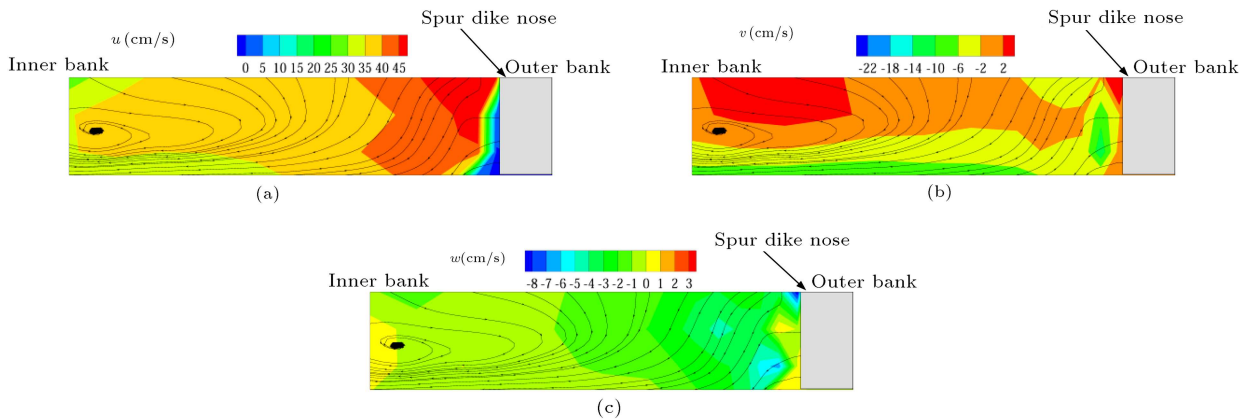 Spur dike nose
u (cm/s)
0 5 10 15 20 25 30 35 40 45
Inner bank
Outer bank
(a)
Spur dike nose
v (cm/s)
-22 -18 -14 -10 -6 -2 2
Inner bank
Outer bank
(b)
Spur dike nose
w(cm/s)
-8 -7 -6 -5 -4 -3 -2 -1 0 1 2 3
Inner bank
Outer bank
(c)